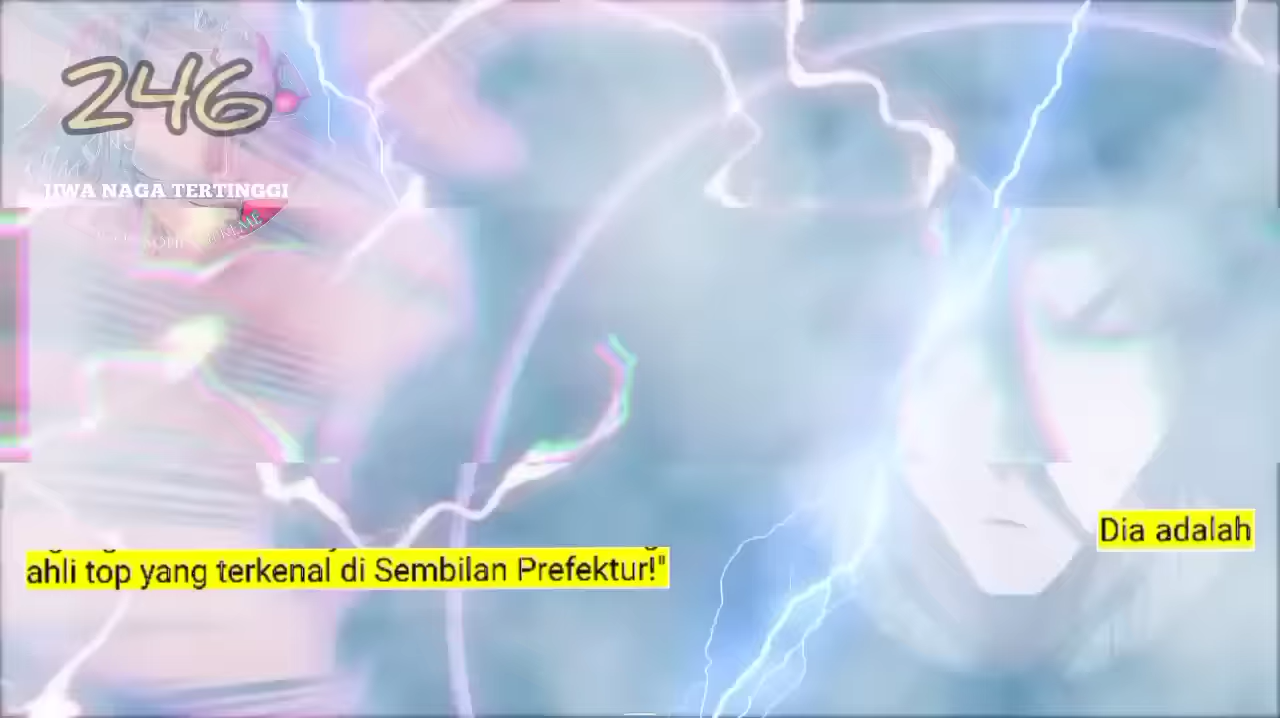 246
JIWA NAGA TERTINGGI
Dia adalah
ahli top yang terkenal di Sembilan Prefektur!"